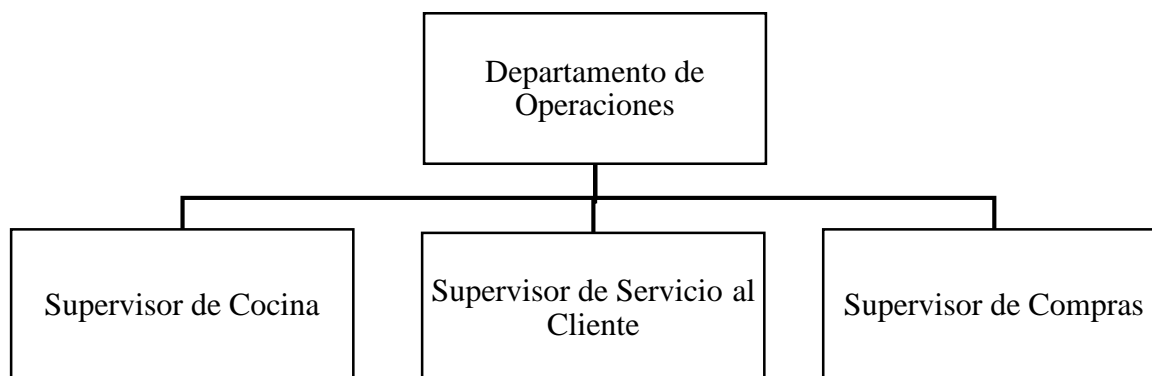 Departamento de
Operaciones
Supervisor de Cocina
Supervisor de Servicio al
Cliente
Supervisor de Compras